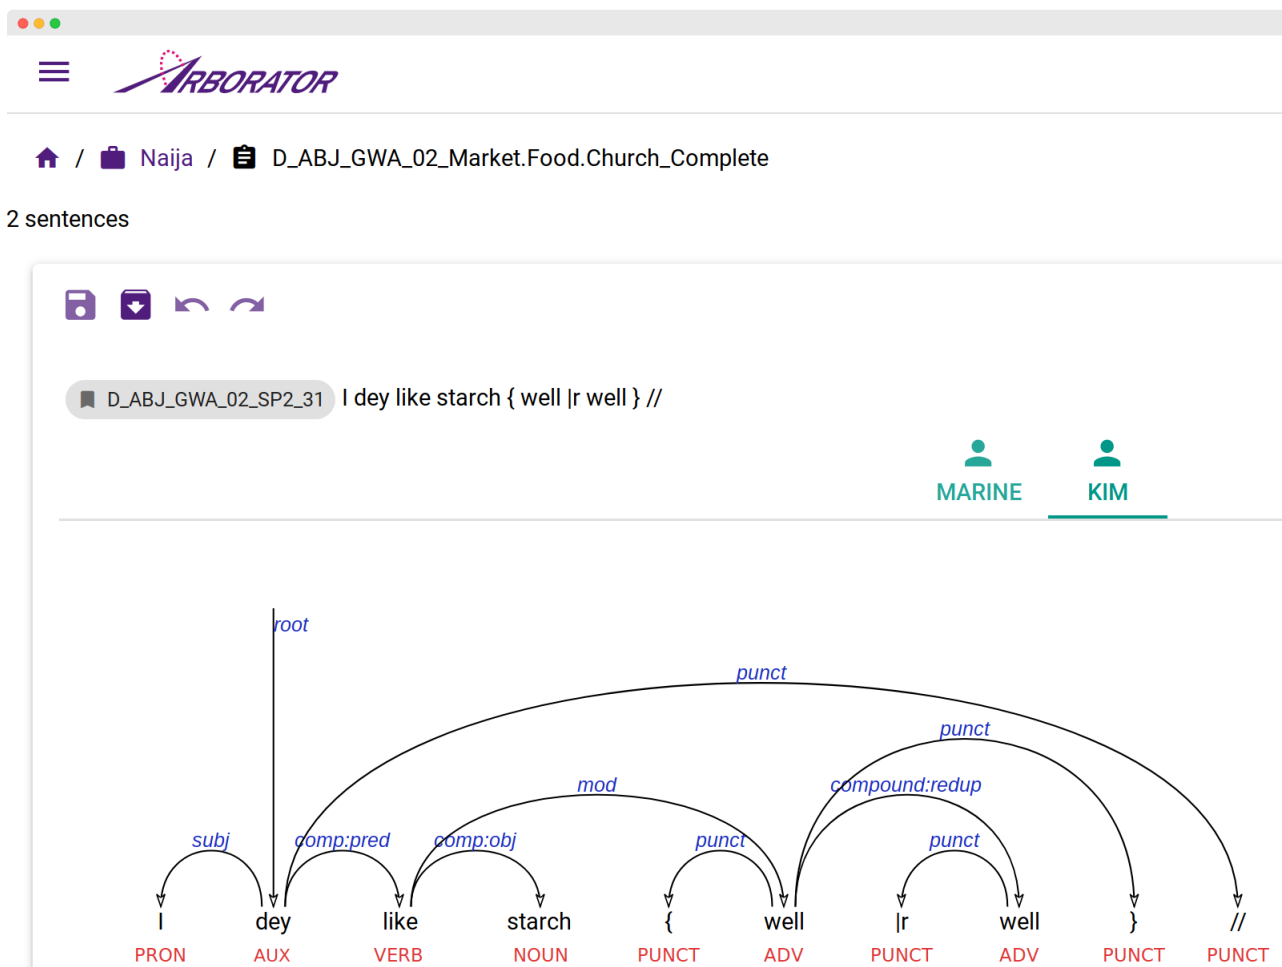 ARBORATOR
/ Naija / D_ABJ_GWA_02_Market.Food.Church_Complete
2 sentences
D_ABJ_GWA_02_SP2_31 I dey like starch { well |r well } //
MARINE KIM
root
punct
punct
mod compound:redup
subj comp:pred comp:obj punct punct
I dey like starch { well |r well } //
PRON AUX VERB NOUN PUNCT ADV PUNCT ADV PUNCT PUNCT